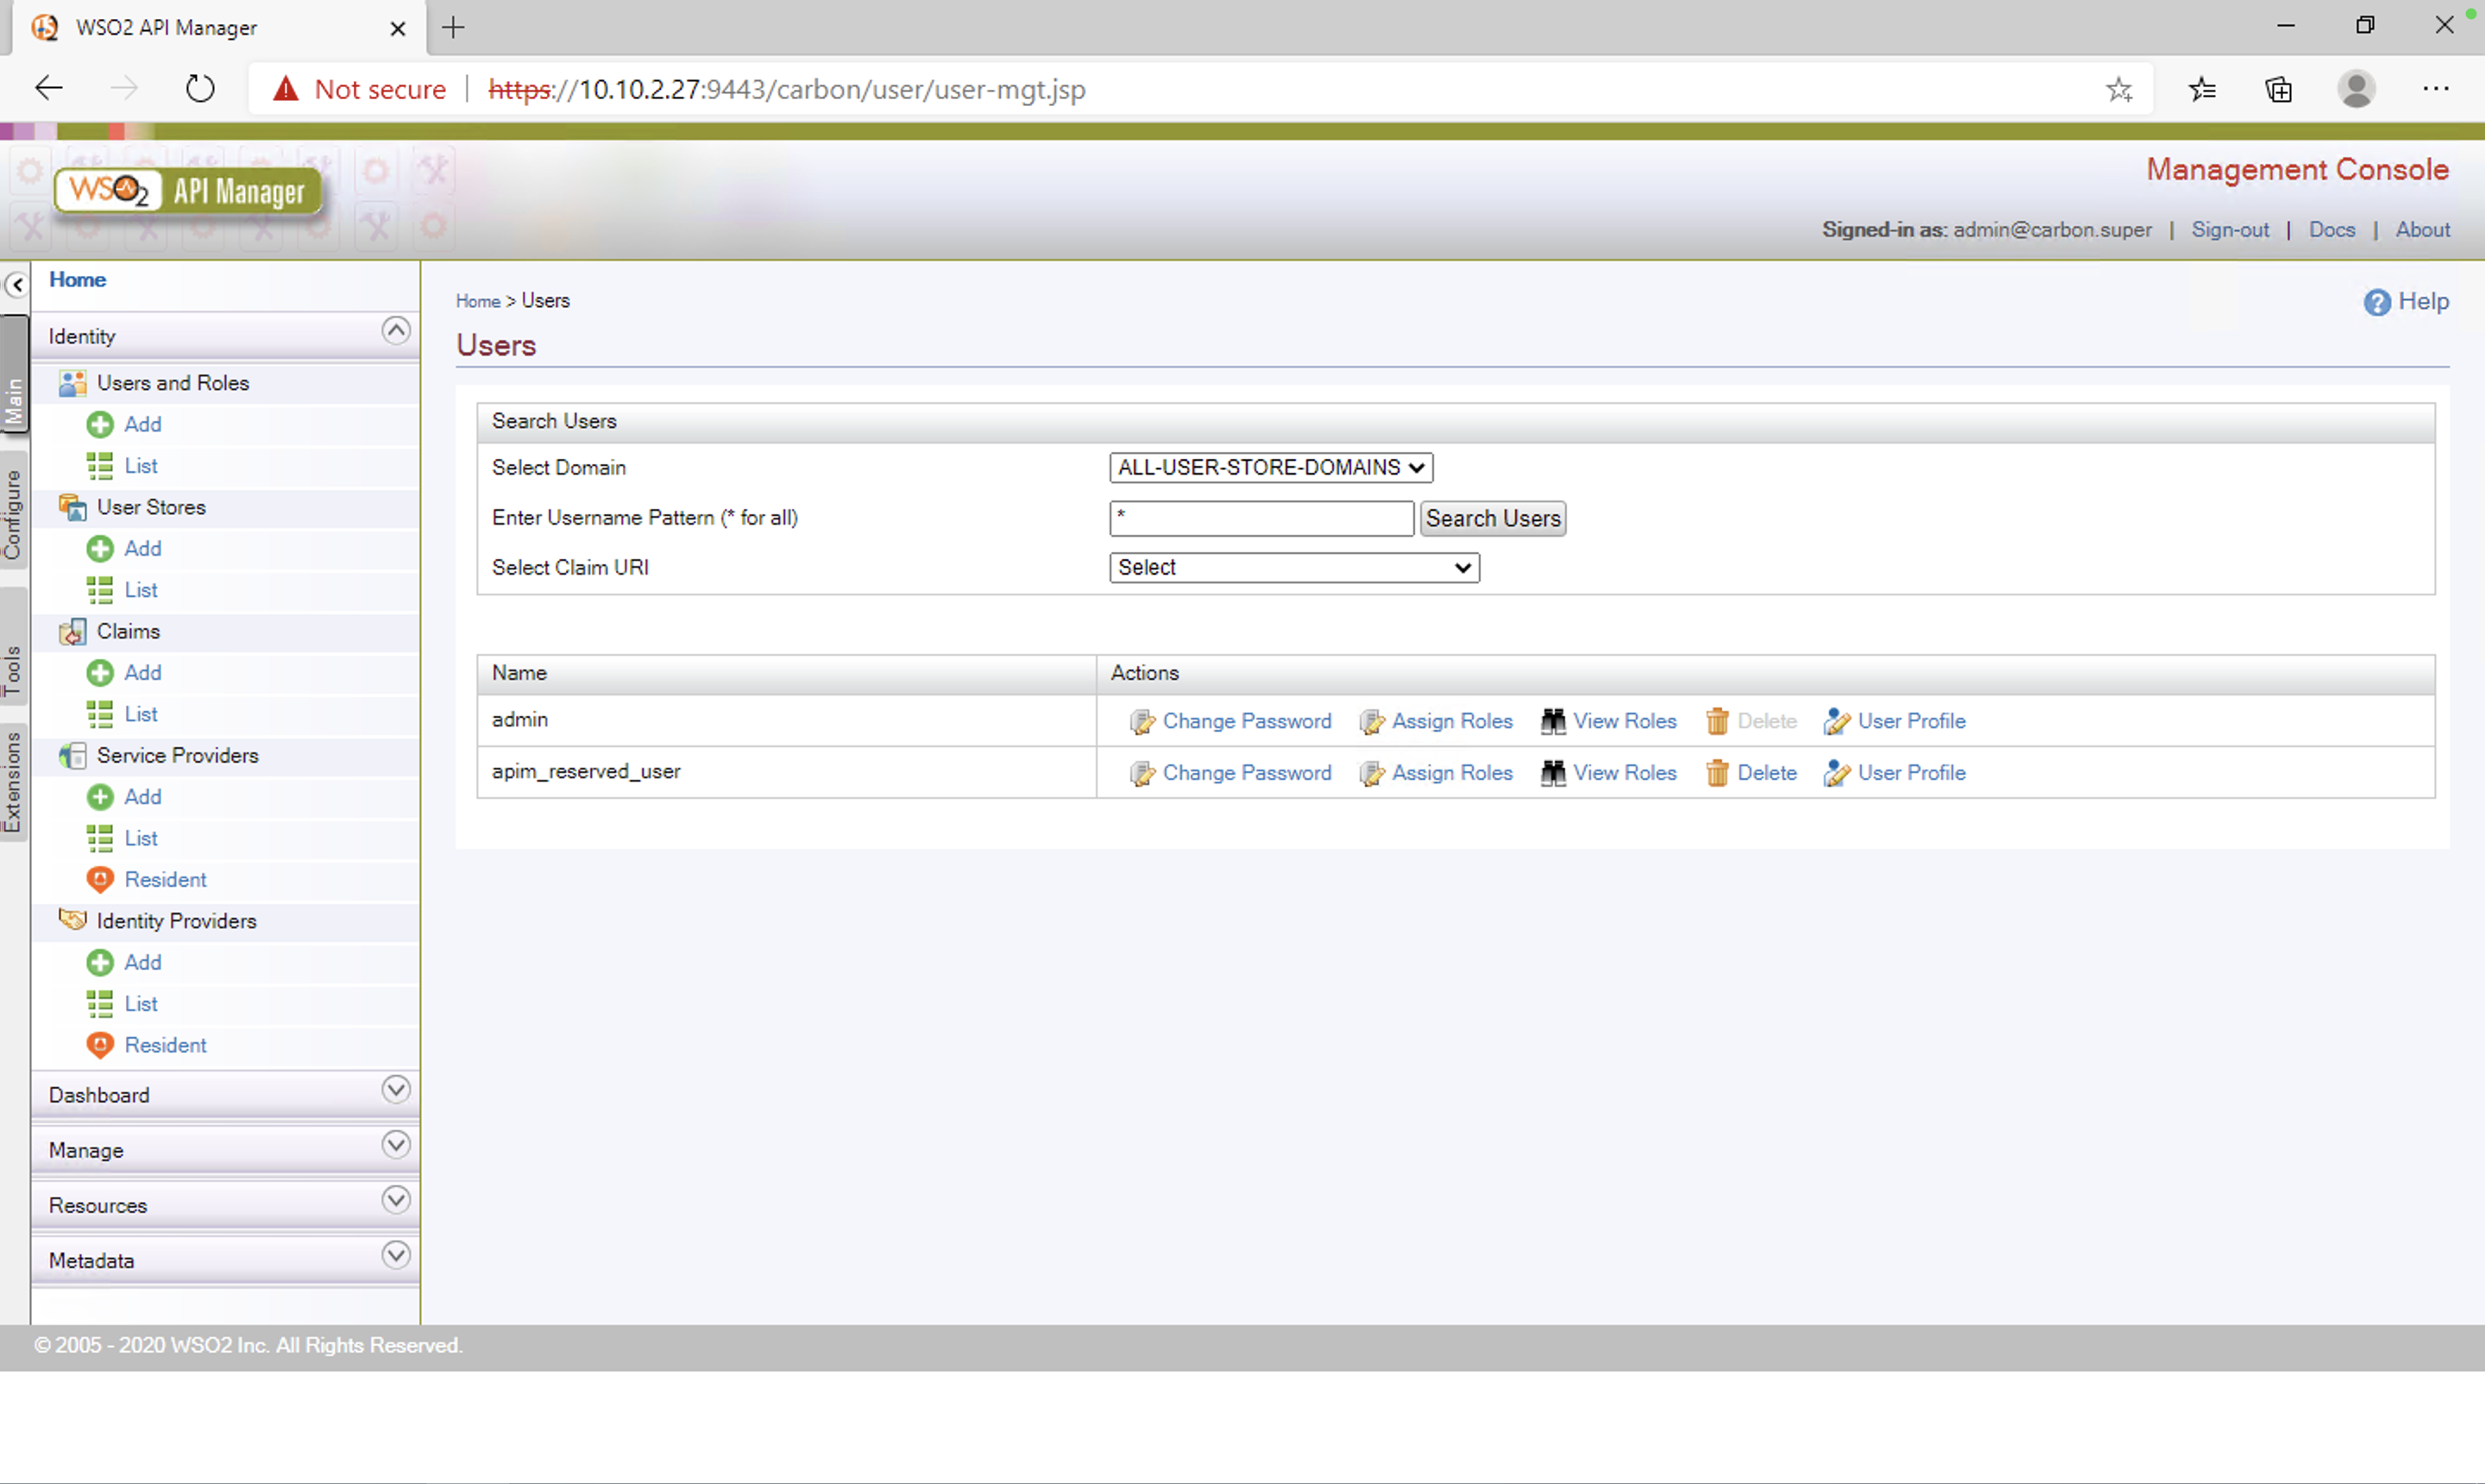 WSO2 API Manager
Not secure https://10.10.2.27:9443/carbon/user/user-mgt.jsp
WSO2 API Manager
Management Console
Signed-in as: admin@carbon.super | Sign-out | Docs | About
Main
Configure
Tools
Extensions
Home
Identity
Users and Roles
Add
List
User Stores
Add
List
Claims
Add
List
Service Providers
Add
List
Resident
Identity Providers
Add
List
Resident
Dashboard
Manage
Resources
Metadata
Home > Users
Help
Users
Search Users
Select Domain ALL-USER-STORE-DOMAINS
Enter Username Pattern (* for all) * Search Users
Select Claim URI Select
Name Actions
admin Change Password Assign Roles View Roles Delete User Profile
apim_reserved_user Change Password Assign Roles View Roles Delete User Profile
© 2005 - 2020 WSO2 Inc. All Rights Reserved.